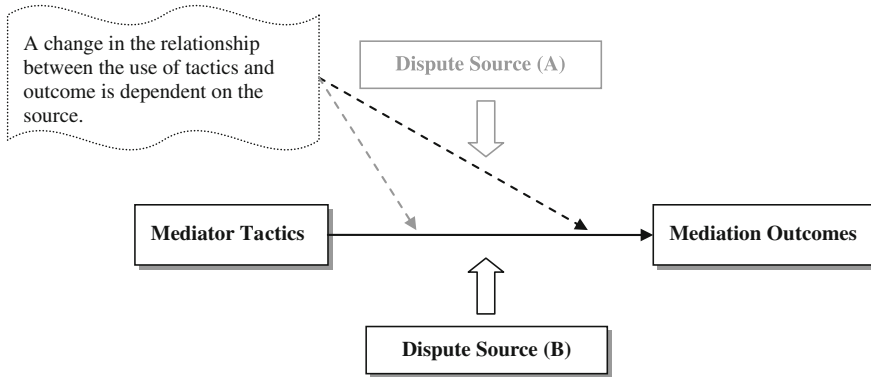 A change in the relationship
between the use of tactics and
outcome is dependent on the
source.
Dispute Source (A)
Mediator Tactics
Mediation Outcomes
Dispute Source (B)